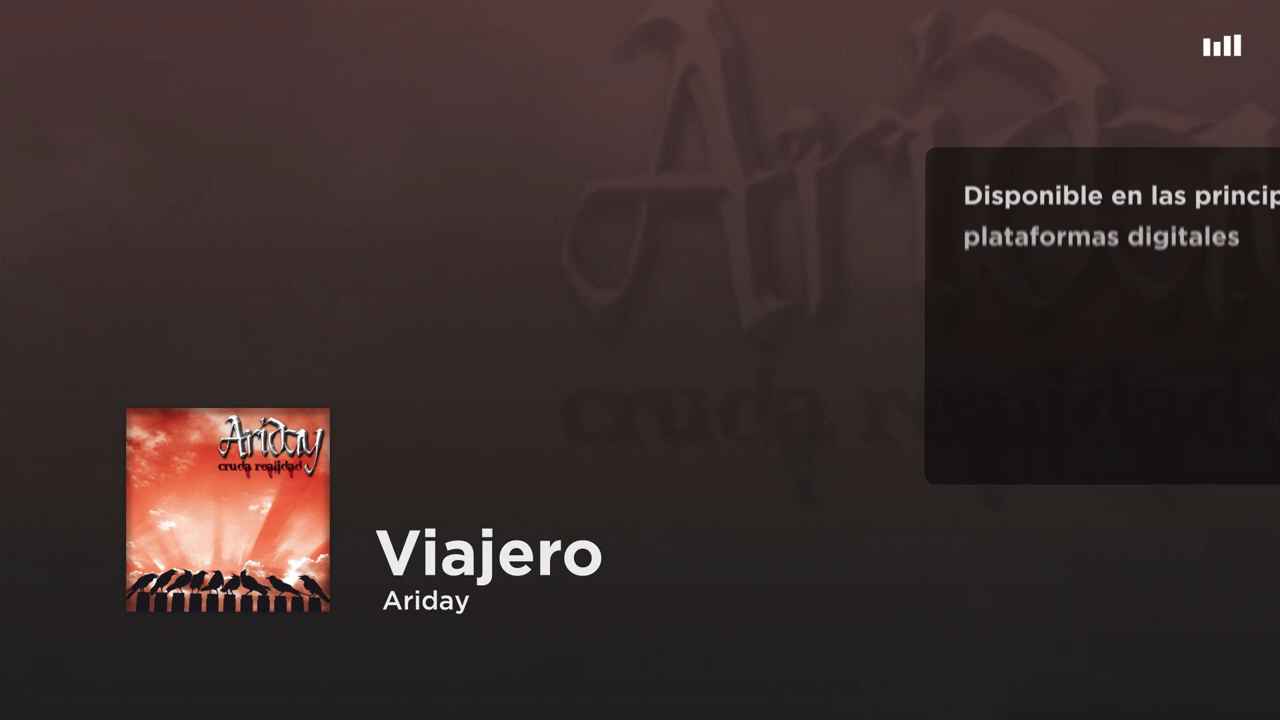 Disponible en las princip
plataformas digitales
Ariday
cruda realidad
Viajero
Ariday